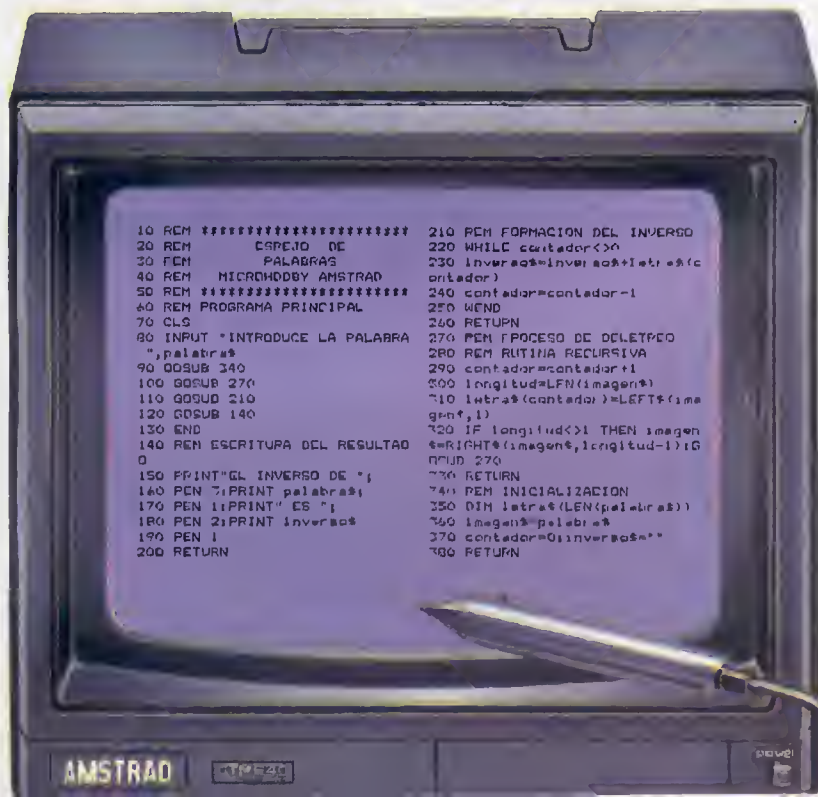 10 REM ************************
20 REM ESPEJO DE
30 REM PALABRAS
40 REM MICROHOBBY AMSTRAD
50 REM ************************
60 REM PROGRAMA PRINCIPAL
70 CLS
80 INPUT "INTRODUCE LA PALABRA
",palabra$
90 GOSUB 340
100 GOSUB 270
110 GOSUB 210
120 GOSUB 140
130 END
140 REM ESCRITURA DEL RESULTAD
O
150 PRINT"EL INVERSO DE ";
160 PEN 3:PRINT palabra$;
170 PEN 1:PRINT" ES ";
180 PEN 2:PRINT inverso$
190 PEN 1
200 RETURN
210 REM FORMACION DEL INVERSO
220 WHILE contador<>0
230 inverso$=inverso$+letra$(c
ontador)
240 contador=contador-1
250 WEND
260 RETURN
270 REM PROCESO DE DELETREO
280 REM RUTINA RECURSIVA
290 contador=contador+1
300 longitud=LEN(imagen$)
310 letra$(contador)=LEFT$(ima
gen$,1)
320 IF longitud<>1 THEN imagen
$=RIGHT$(imagen$,longitud-1):G
OSUB 270
330 RETURN
340 REM INICIALIZACION
350 DIM letra$(LEN(palabra$))
360 imagen$=palabra$
370 contador=0:inverso$=""
380 RETURN
AMSTRAD
power